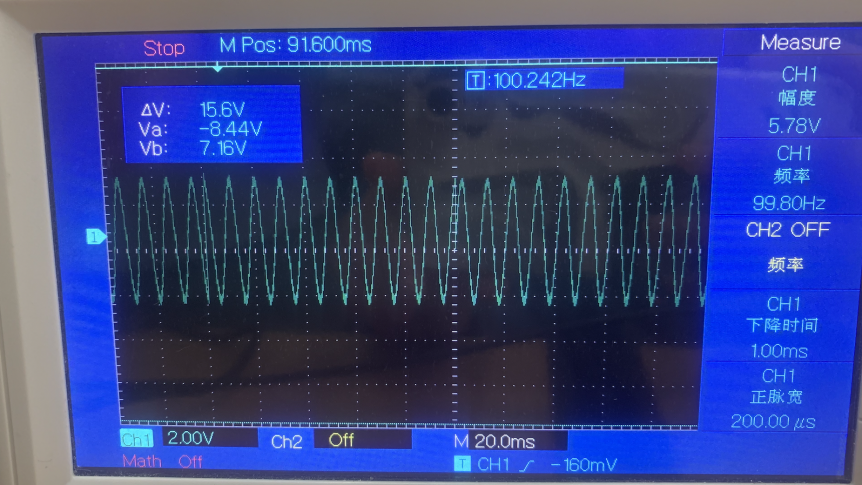 Stop M Pos: 91.600ms
Measure
T:100.242Hz
ΔV: 15.6V
Va: -8.44V
Vb: 7.16V
CH1
幅度
5.78V
CH1
频率
99.80Hz
CH2 OFF
频率
CH1
下降时间
1.00ms
CH1
正脉宽
200.00μs
1
Ch1 2.00V Ch2 Off M 20.0ms
Math Off T CH1 -160mV